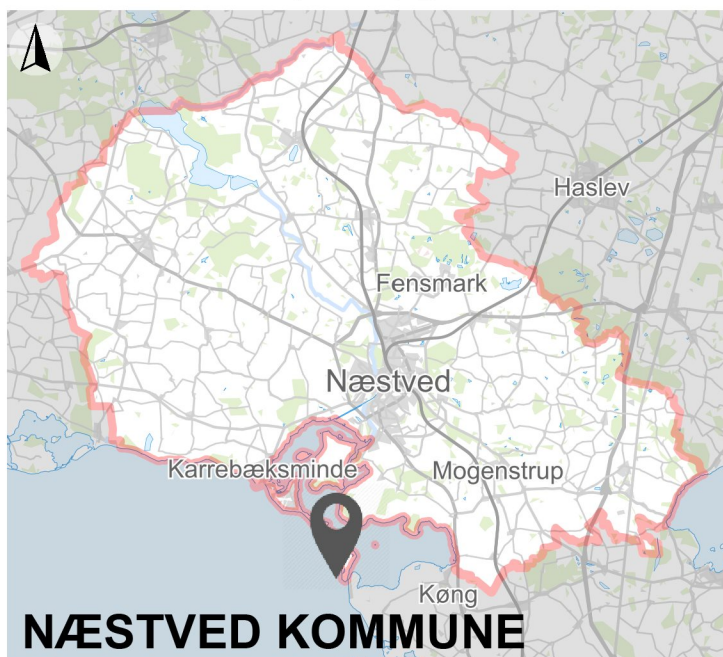 Haslev
Fensmark
Næstved
Karrebæksminde
Mogenstrup
Køng
NÆSTVED KOMMUNE